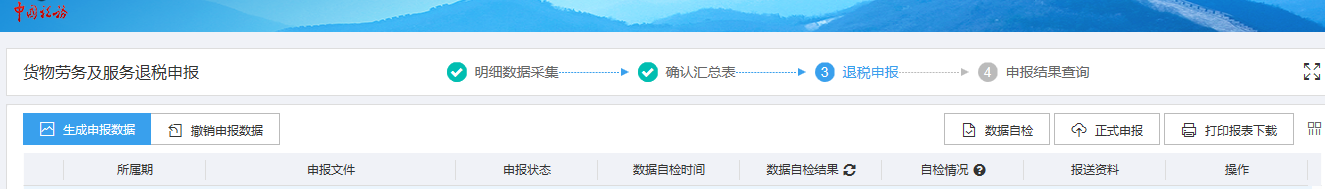 中国税务
货物劳务及服务退税申报
明细数据采集 确认汇总表 3 退税申报 4 申报结果查询
生成申报数据 撤销申报数据 数据自检 正式申报 打印报表下载
所属期 申报文件 申报状态 数据自检时间 数据自检结果 自检情况 ? 报送资料 操作